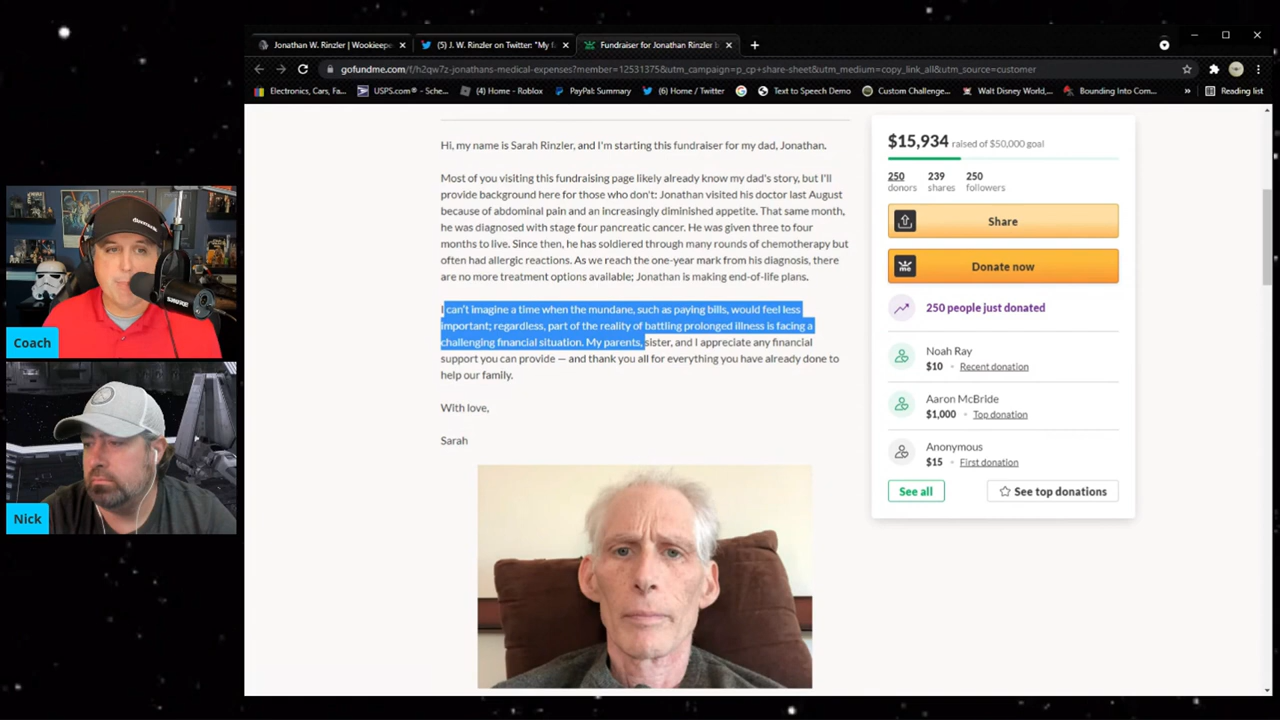 Jonathan W. Rinzler | Wookieep
(5) J. W. Rinzler on Twitter: "My f
Fundraiser for Jonathan Rinzler b
gofundme.com/f/h2qw7z-jonathans-medical-expenses?member=12531375&utm_campaign=p_cp+share-sheet&utm_medium=copy_link_all&utm_source=customer
Electronics, Cars, Fa...
USPS.com® - Sche...
(4) Home - Roblox
PayPal: Summary
(6) Home / Twitter
Text to Speech Demo
Custom Challenge...
Walt Disney World,...
Bounding Into Com...
»
Reading list
Hi, my name is Sarah Rinzler, and I'm starting this fundraiser for my dad, Jonathan.
Most of you visiting this fundraising page likely already know my dad's story, but I'll
provide background here for those who don't: Jonathan visited his doctor last August
because of abdominal pain and an increasingly diminished appetite. That same month,
he was diagnosed with stage four pancreatic cancer. He was given three to four
months to live. Since then, he has soldiered through many rounds of chemotherapy but
often had allergic reactions. As we reach the one-year mark from his diagnosis, there
are no more treatment options available; Jonathan is making end-of-life plans.
I can't imagine a time when the mundane, such as paying bills, would feel less
important; regardless, part of the reality of battling prolonged illness is facing a
challenging financial situation. My parents, sister, and I appreciate any financial
support you can provide — and thank you all for everything you have already done to
help our family.
With love,
Sarah
$15,934 raised of $50,000 goal
250 239 250
donors shares followers
Share
Donate now
250 people just donated
Noah Ray
$10 • Recent donation
Aaron McBride
$1,000 • Top donation
Anonymous
$15 • First donation
See all
See top donations
Coach
Nick